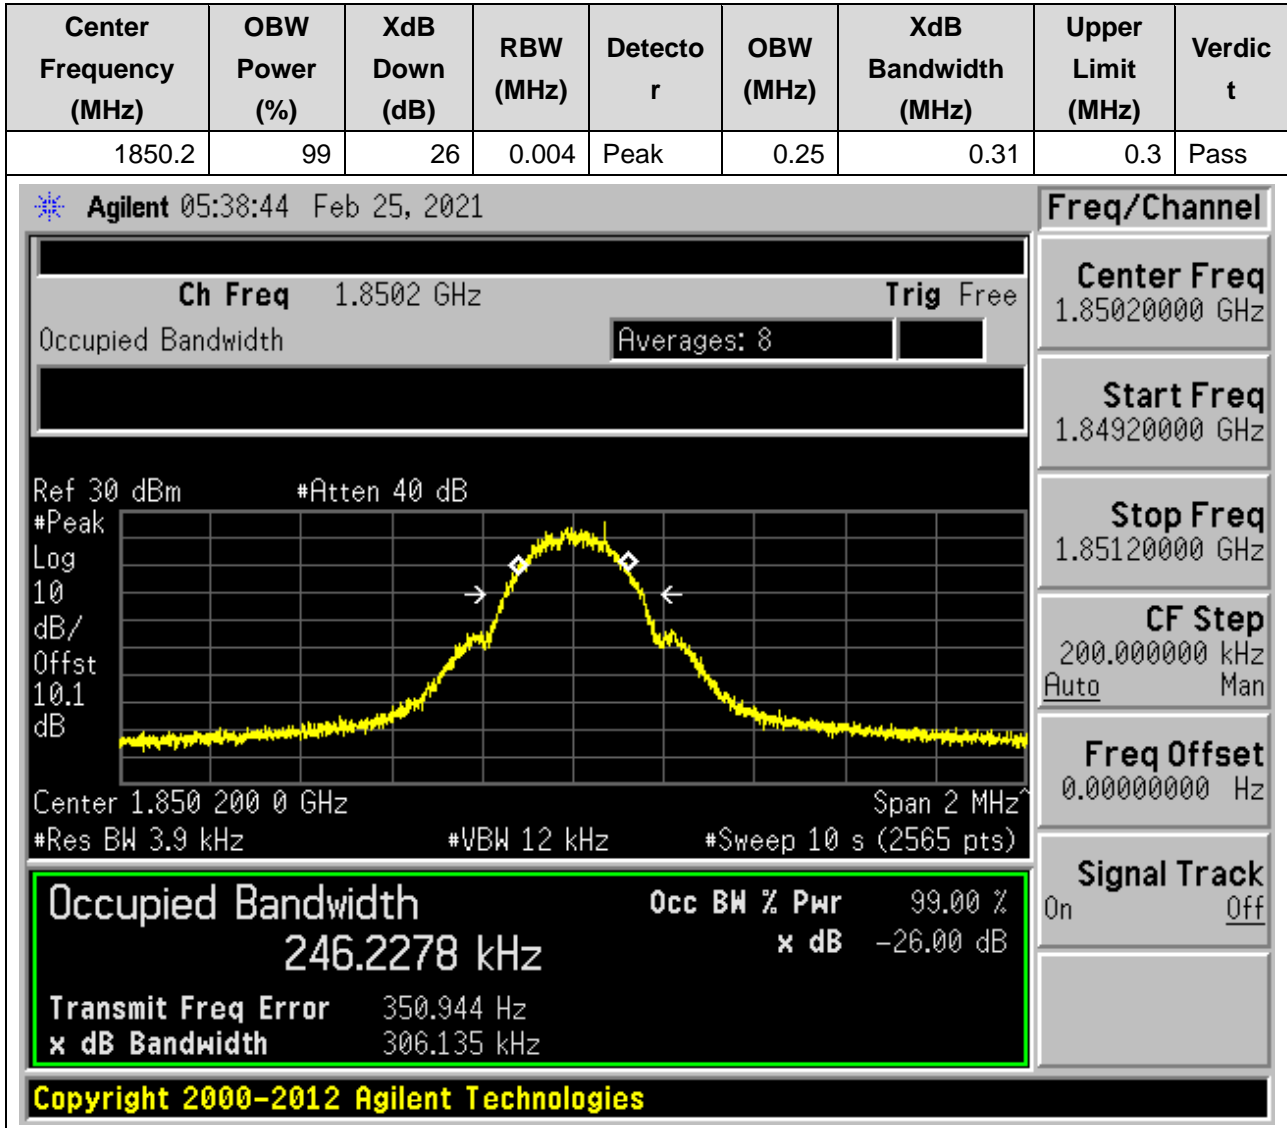 Center Frequency (MHz) OBW Power (%) XdB Down (dB) RBW (MHz) Detecto r OBW (MHz) XdB Bandwidth (MHz) Upper Limit (MHz) Verdic t
1850.2 99 26 0.004 Peak 0.25 0.31 0.3 Pass
Agilent 05:38:44 Feb 25, 2021
Freq/Channel
Ch Freq 1.8502 GHz Trig Free
Occupied Bandwidth Averages: 8
Center Freq
1.85020000 GHz
Start Freq
1.84920000 GHz
Stop Freq
1.85120000 GHz
CF Step
200.000000 kHz
Auto Man
Freq Offset
0.00000000 Hz
Signal Track
On Off
Ref 30 dBm #Atten 40 dB
#Peak
Log
10
dB/
Offst
10.1
dB
Center 1.850 200 0 GHz Span 2 MHz^
#Res BW 3.9 kHz #VBW 12 kHz #Sweep 10 s (2565 pts)
Occupied Bandwidth Occ BW % Pwr 99.00 %
246.2278 kHz x dB -26.00 dB
Transmit Freq Error 350.944 Hz
x dB Bandwidth 306.135 kHz
Copyright 2000-2012 Agilent Technologies